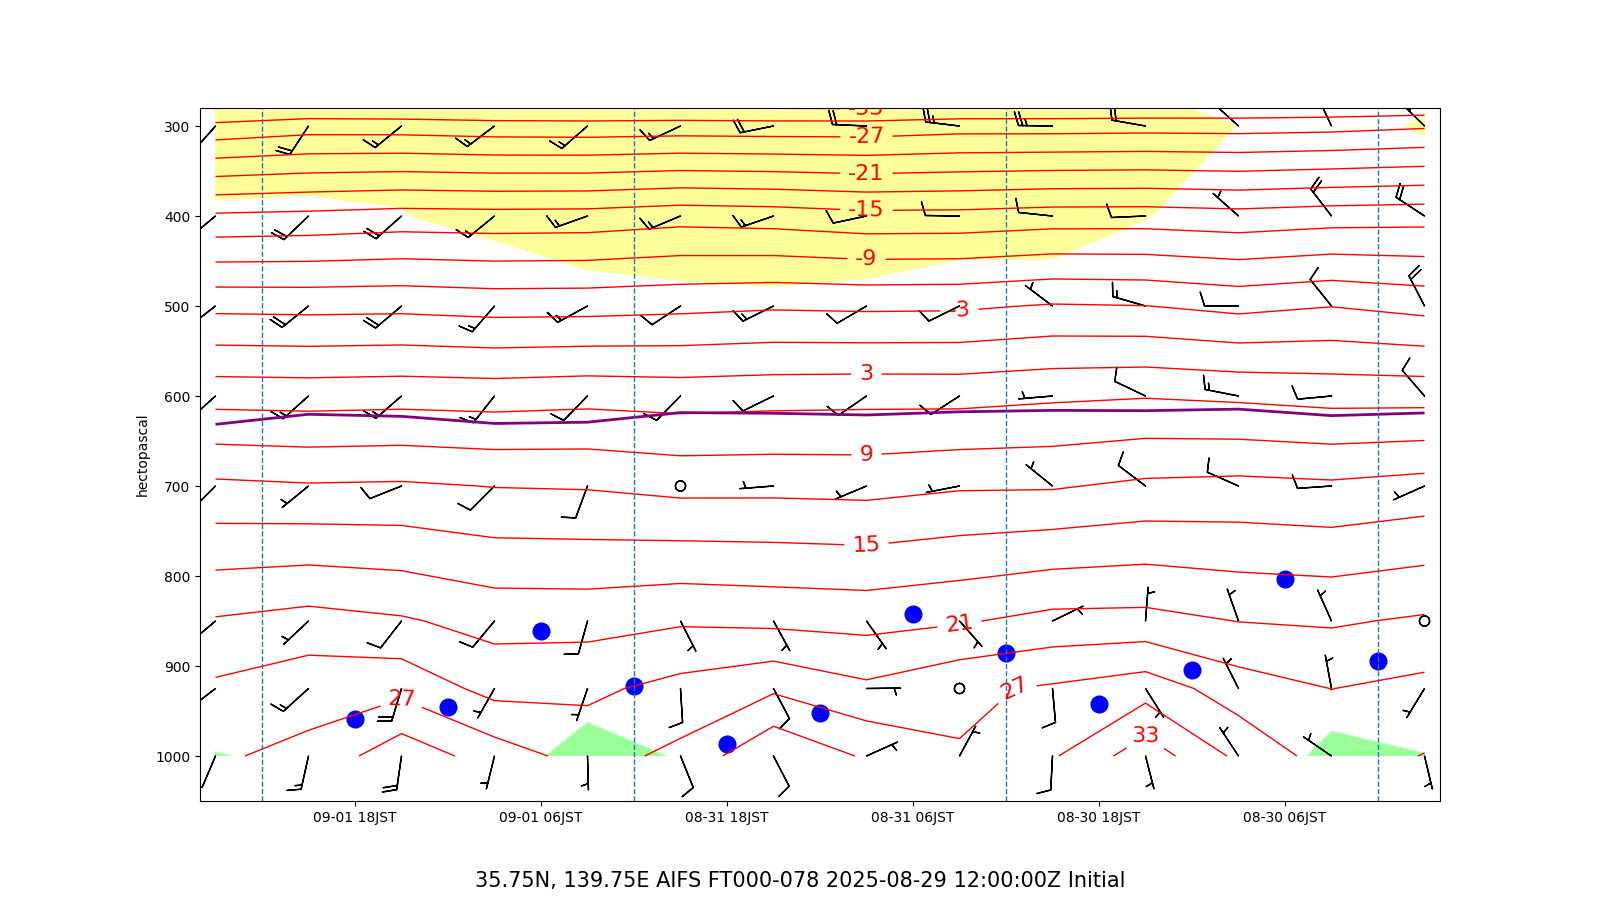 -33
300
-27
-21
400
-15
-9
500
-3
3
600
hectopascal
9
700
15
800
21
900
27
27
33
1000
09-01 18JST
09-01 06JST
08-31 18JST
08-31 06JST
08-30 18JST
08-30 06JST
35.75N, 139.75E AIFS FT000-078 2025-08-29 12:00:00Z Initial